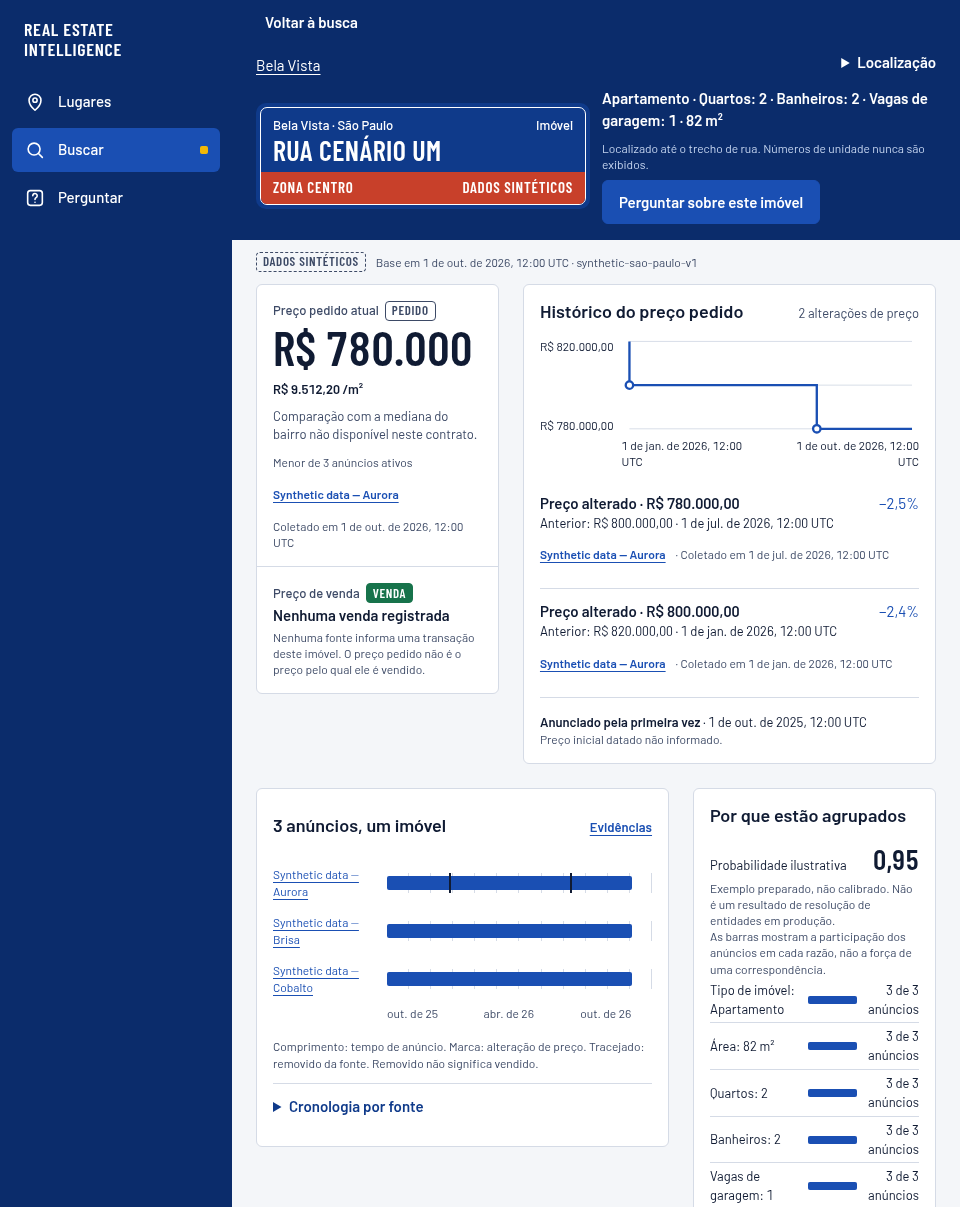 REAL ESTATE
INTELLIGENCE
Lugares
Buscar
Perguntar
Voltar à busca
Bela Vista
Localização
Bela Vista · São Paulo
Imóvel
RUA CENÁRIO UM
ZONA CENTRO
DADOS SINTÉTICOS
Apartamento · Quartos: 2 · Banheiros: 2 · Vagas de
garagem: 1 · 82 m²
Localizado até o trecho de rua. Números de unidade nunca são
exibidos.
Perguntar sobre este imóvel
DADOS SINTÉTICOS
Base em 1 de out. de 2026, 12:00 UTC · synthetic-sao-paulo-v1
Preço pedido atual
PEDIDO
R$ 780.000
R$ 9.512,20 /m²
Comparação com a mediana do
bairro não disponível neste contrato.
Menor de 3 anúncios ativos
Synthetic data — Aurora
Coletado em 1 de out. de 2026, 12:00
UTC
Preço de venda
VENDA
Nenhuma venda registrada
Nenhuma fonte informa uma transação
deste imóvel. O preço pedido não é o
preço pelo qual ele é vendido.
Histórico do preço pedido
2 alterações de preço
R$ 820.000,00
R$ 780.000,00
1 de jan. de 2026, 12:00
UTC
1 de out. de 2026, 12:00
UTC
Preço alterado · R$ 780.000,00
−2,5%
Anterior: R$ 800.000,00 · 1 de jul. de 2026, 12:00 UTC
Synthetic data — Aurora · Coletado em 1 de jul. de 2026, 12:00 UTC
Preço alterado · R$ 800.000,00
−2,4%
Anterior: R$ 820.000,00 · 1 de jan. de 2026, 12:00 UTC
Synthetic data — Aurora · Coletado em 1 de jan. de 2026, 12:00 UTC
Anunciado pela primeira vez · 1 de out. de 2025, 12:00 UTC
Preço inicial datado não informado.
3 anúncios, um imóvel
Evidências
Synthetic data —
Aurora
Synthetic data —
Brisa
Synthetic data —
Cobalto
out. de 25
abr. de 26
out. de 26
Comprimento: tempo de anúncio. Marca: alteração de preço. Tracejado:
removido da fonte. Removido não significa vendido.
Cronologia por fonte
Por que estão agrupados
Probabilidade ilustrativa
0,95
Exemplo preparado, não calibrado. Não
é um resultado de resolução de
entidades em produção.
As barras mostram a participação dos
anúncios em cada razão, não a força de
uma correspondência.
Tipo de imóvel:
Apartamento
3 de 3
anúncios
Área: 82 m²
3 de 3
anúncios
Quartos: 2
3 de 3
anúncios
Banheiros: 2
3 de 3
anúncios
Vagas de
garagem: 1
3 de 3
anúncios